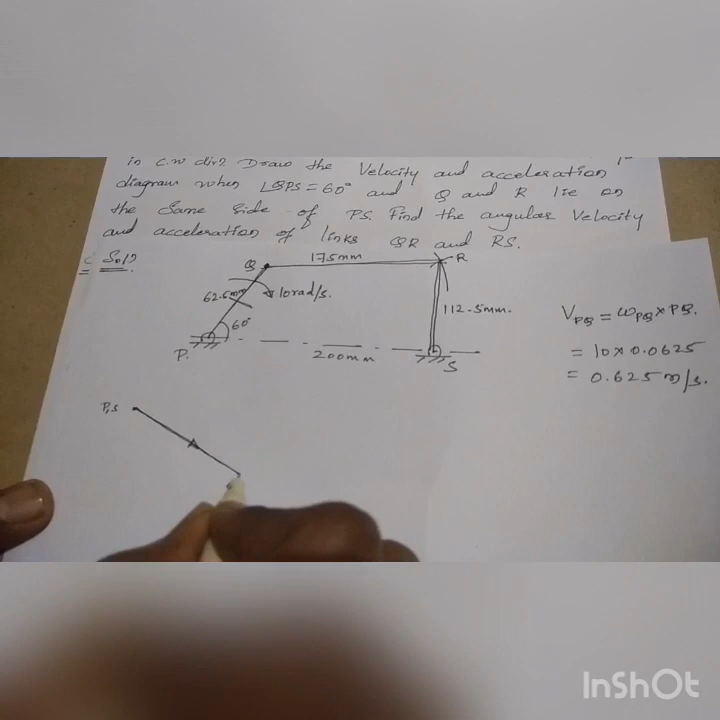 in C.W dirn Draw the Velocity and acceleration
diagram when ∠QPS = 60° and Q and R lie on
the Same Side of PS. Find the angular Velocity
and acceleration of links QR and RS.
Soln
Q 175mm R
62.5mm 10rad/s.
60° 112.5mm.
P. 200mm S
V_PQ = ω_PQ × PQ.
= 10 × 0.0625
= 0.625 m/s.
P,S
InShOt